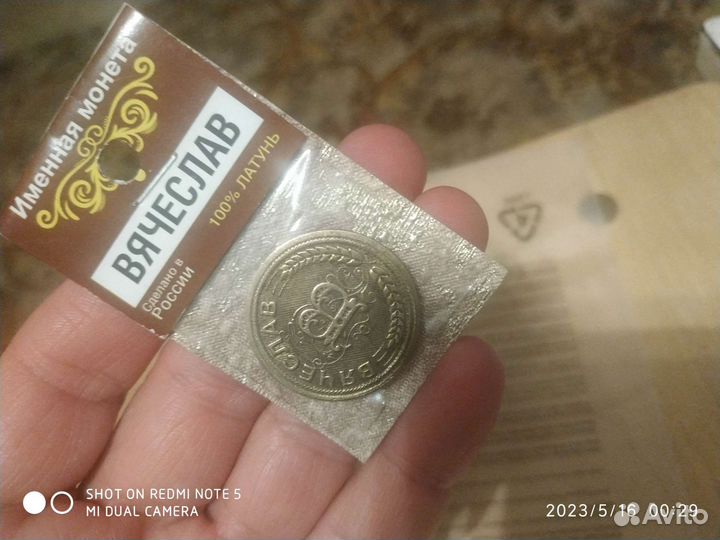 Именная монета
ВЯЧЕСЛАВ
100% ЛАТУНЬ
Сделано в
России
ВЯЧЕСЛАВ
SHOT ON REDMI NOTE 5
MI DUAL CAMERA
2023/5/16 00:29
Avito